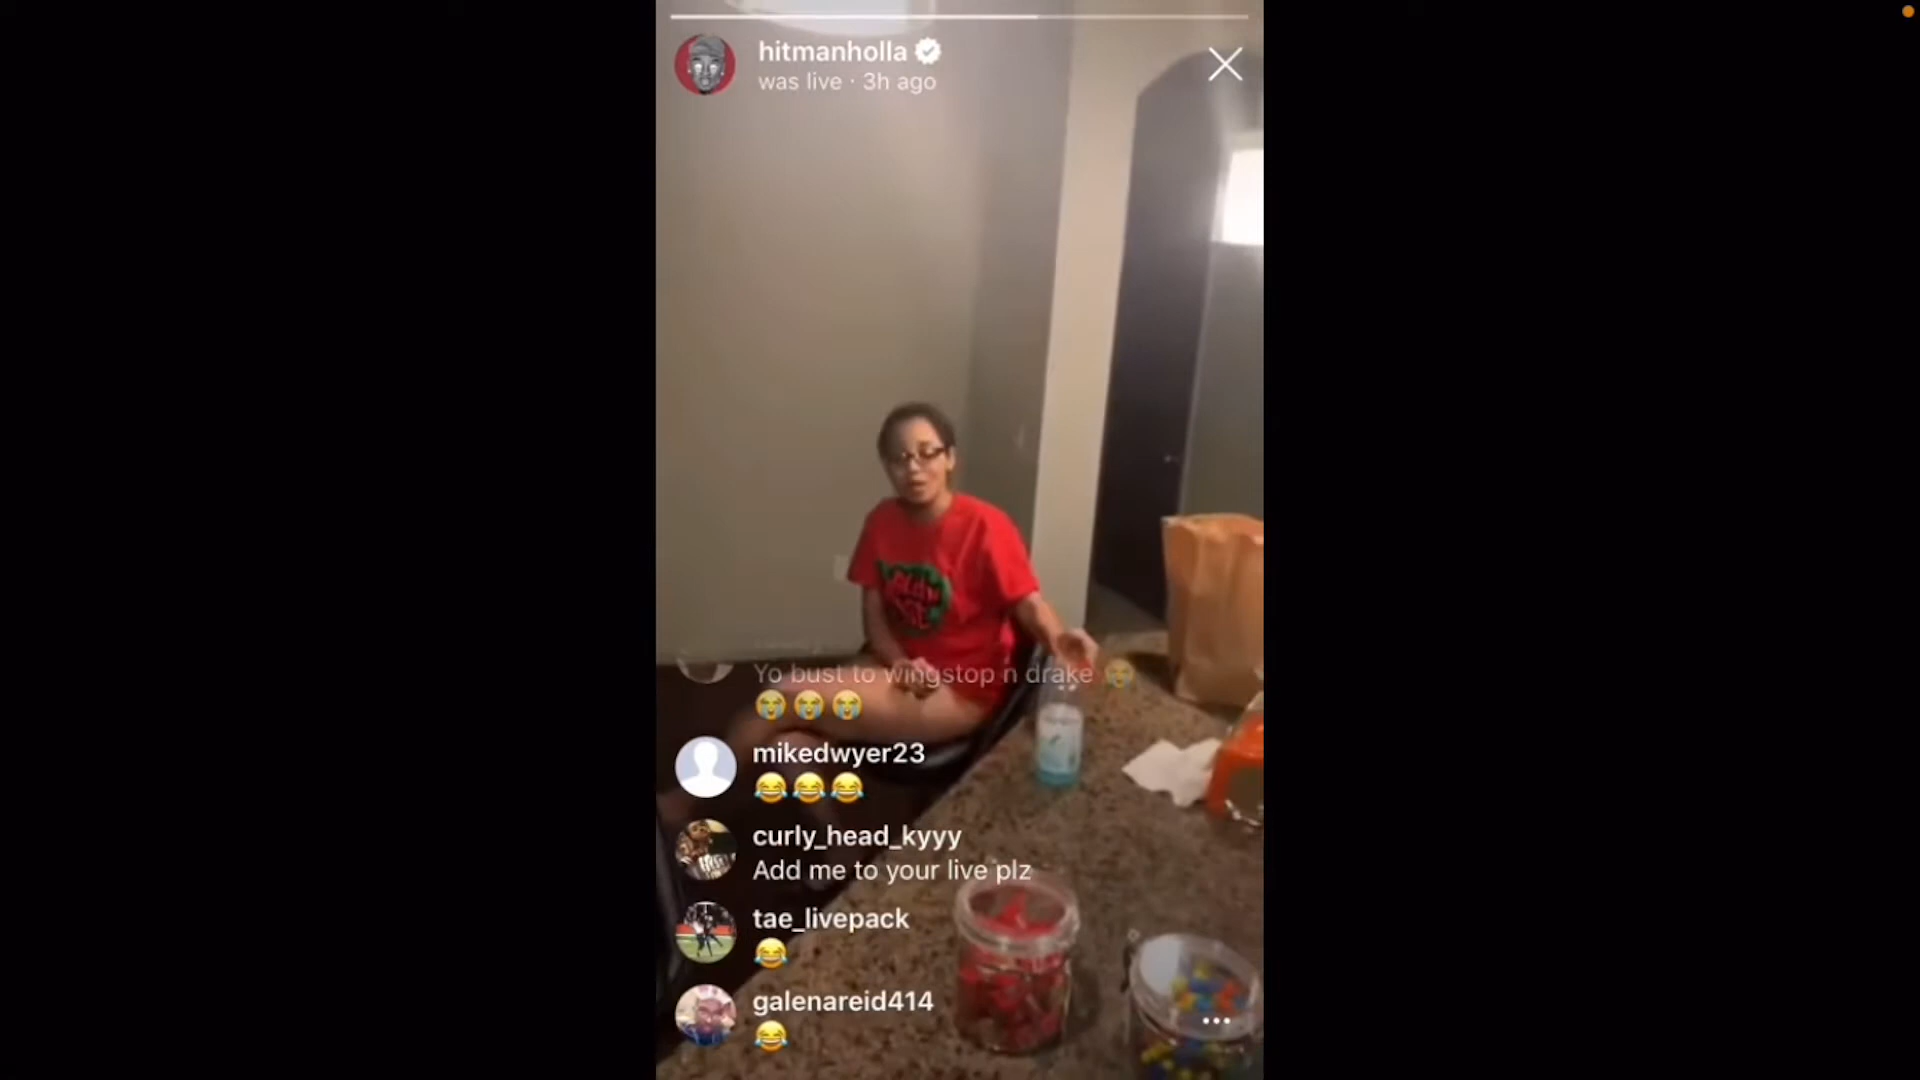 hitmanholla
was live · 3h ago
Yo bust to wingstop n drake 😭
😭😭😭
mikedwyer23
😂😂😂
curly_head_kyyy
Add me to your live plz
tae_livepack
😂
galenareid414
😂